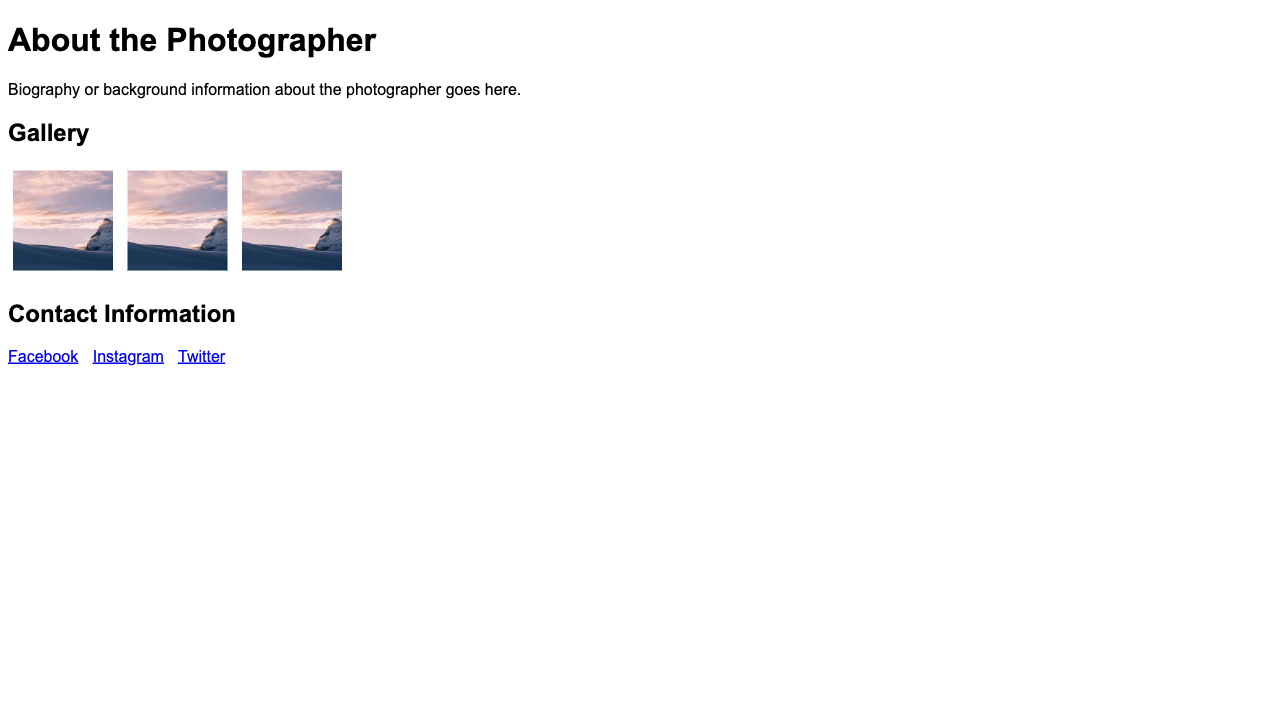 About the Photographer
Biography or background information about the photographer goes here.
Gallery
Contact Information
Facebook Instagram Twitter